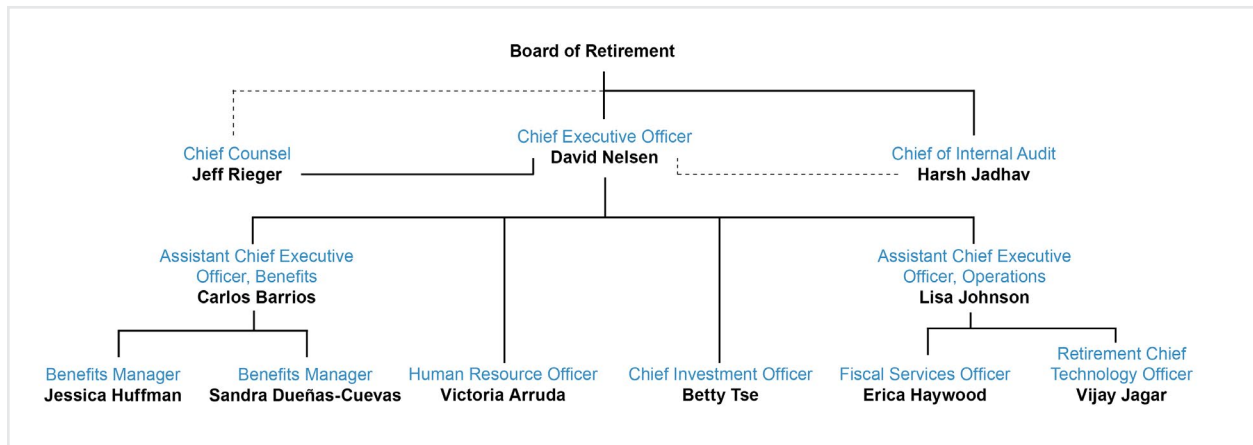 Board of Retirement
Chief Executive Officer
David Nelsen
Chief Counsel
Jeff Rieger
Chief of Internal Audit
Harsh Jadhav
Assistant Chief Executive
Officer, Benefits
Carlos Barrios
Assistant Chief Executive
Officer, Operations
Lisa Johnson
Benefits Manager
Jessica Huffman
Benefits Manager
Sandra Dueñas-Cuevas
Human Resource Officer
Victoria Arruda
Chief Investment Officer
Betty Tse
Fiscal Services Officer
Erica Haywood
Retirement Chief
Technology Officer
Vijay Jagar